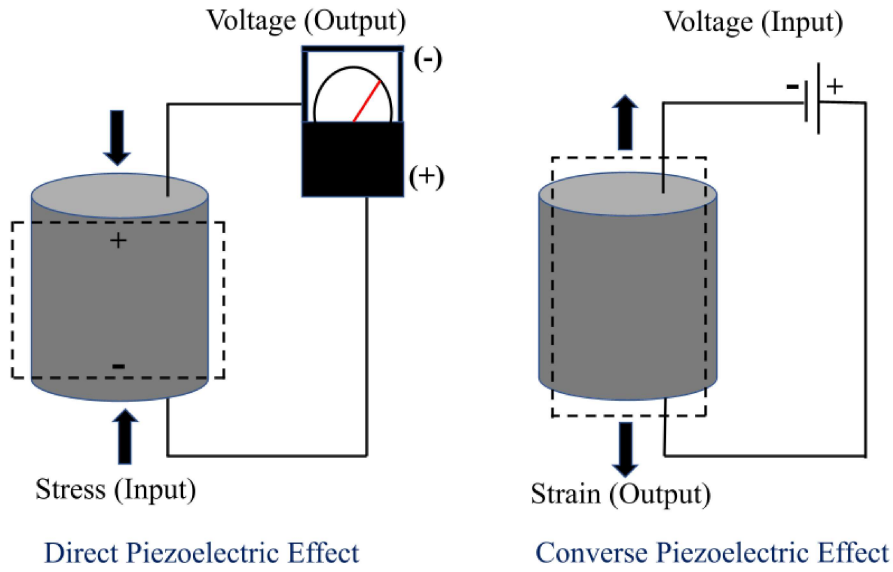 Voltage (Output)
(-)
(+)
+
-
Stress (Input)
Direct Piezoelectric Effect
Voltage (Input)
- +
Strain (Output)
Converse Piezoelectric Effect